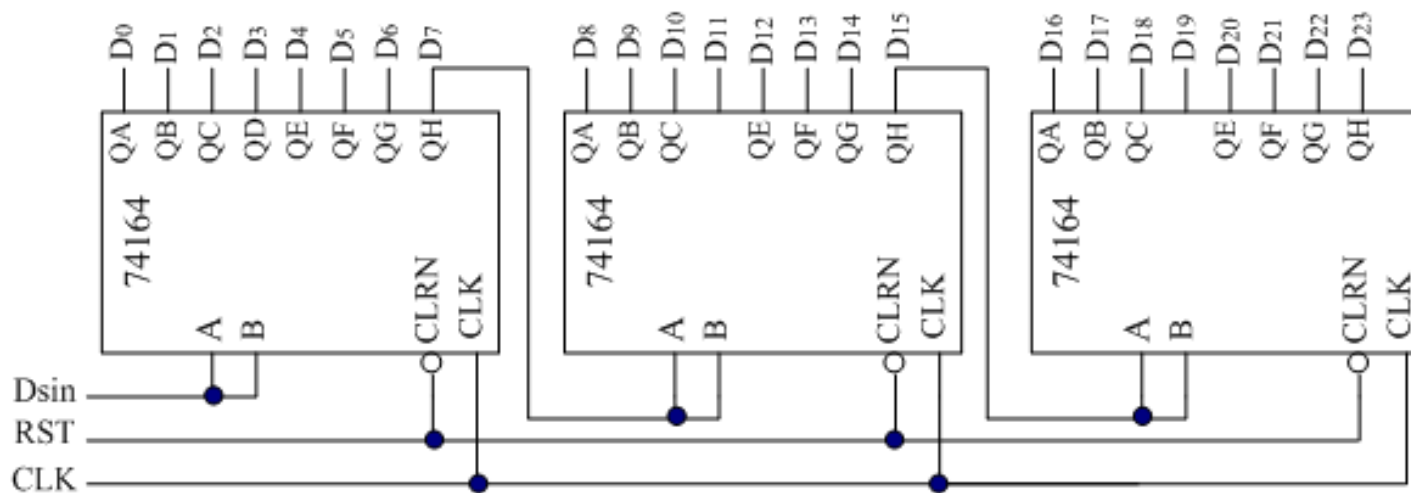 D0 D1 D2 D3 D4 D5 D6 D7 D8 D9 D10 D11 D12 D13 D14 D15 D16 D17 D18 D19 D20 D21 D22 D23
QA QB QC QD QE QF QG QH QA QB QC QE QF QG QH QA QB QC QE QF QG QH
74164 74164 74164
A B CLRN CLK A B CLRN CLK A B CLRN CLK
Dsin
RST
CLK